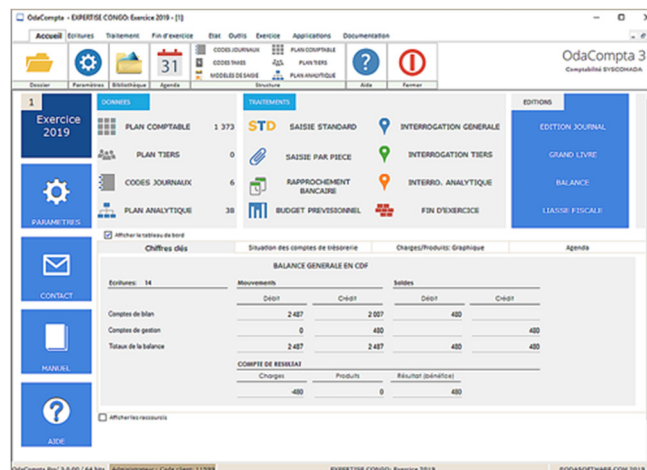 OdaCompta - EXPERTISE CONGO: Exercice 2019 - [1]
Accueil Ecritures Traitement Fin d'exercice Etat Outils Exercice Applications Documentation
CODES JOURNAUX PLAN COMPTABLE
CODES TAXES PLAN TIERS
MODELES DE SAISIE PLAN ANALYTIQUE
31
Dossier Paramètres Bibliothèque Agenda Structure Aide Fermer
OdaCompta 3
Comptabilité SYSCOHADA
1
Exercice
2019
PARAMETRES
CONTACT
MANUEL
AIDE
DONNEES
PLAN COMPTABLE 1 373
PLAN TIERS 0
CODES JOURNAUX 6
PLAN ANALYTIQUE 38
TRAITEMENTS
STD SAISIE STANDARD
SAISIE PAR PIECE
RAPPROCHEMENT
BANCAIRE
BUDGET PREVISIONNEL
INTERROGATION GENERALE
INTERROGATION TIERS
INTERRO. ANALYTIQUE
FIN D'EXERCICE
EDITIONS
EDITION JOURNAL
GRAND LIVRE
BALANCE
LIASSE FISCALE
Afficher le tableau de bord
Chiffres clés Situation des comptes de trésorerie Charges/Produits: Graphique Agenda
BALANCE GENERALE EN CDF
Ecritures: 14 Mouvements Soldes
Débit Crédit Débit Crédit
Comptes de bilan 2 487 2 007 480
Comptes de gestion 0 480 480
Totaux de la balance 2 487 2 487 480 480
COMPTE DE RESULTAT
Charges Produits Résultat (bénéfice)
-480 0 480
Afficher les raccourcis
EXPERTISE CONGO: Exercice 2019